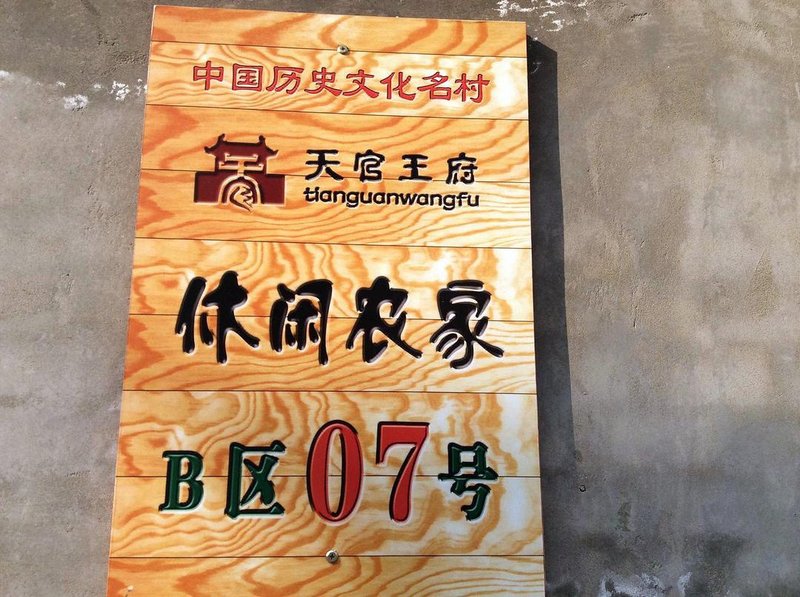 中国历史文化名村
天官王府
tianguanwangfu
休闲农家
B区07号